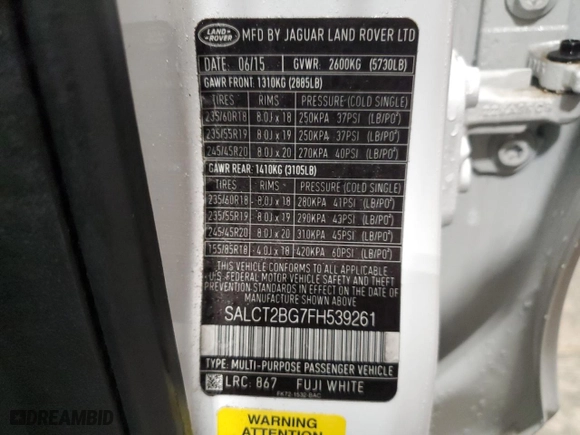 LAND ROVER MFD BY JAGUAR LAND ROVER LTD
DATE: 06/15 GVWR: 2600KG (5730LB)
GAWR FRONT: 1310KG (2885LB)
TIRES RIMS PRESSURE (COLD SINGLE)
235/60R18 8.0J x 18 250KPA 37PSI (LB/PO²)
235/55R19 8.0J x 19 250KPA 37PSI (LB/PO²)
245/45R20 8.0J x 20 270KPA 40PSI (LB/PO²)
GAWR REAR: 1410KG (3105LB)
TIRES RIMS PRESSURE (COLD SINGLE)
235/60R18 8.0J x 18 280KPA 41PSI (LB/PO²)
235/55R19 8.0J x 19 290KPA 43PSI (LB/PO²)
245/45R20 8.0J x 20 310KPA 45PSI (LB/PO²)
155/85R18 4.0J x 18 420KPA 60PSI (LB/PO²)
THIS VEHICLE CONFORMS TO ALL APPLICABLE
U.S. FEDERAL MOTOR VEHICLE SAFETY AND THEFT
PREVENTION STANDARDS IN EFFECT ON THE DATE OF
MANUFACTURE SHOWN ABOVE
SALCT2BG7FH539261
TYPE: MULTI-PURPOSE PASSENGER VEHICLE
LRC: 867 FUJI WHITE
FK72-1532-BAC
WARNING
ATTENTION
DREAMBID